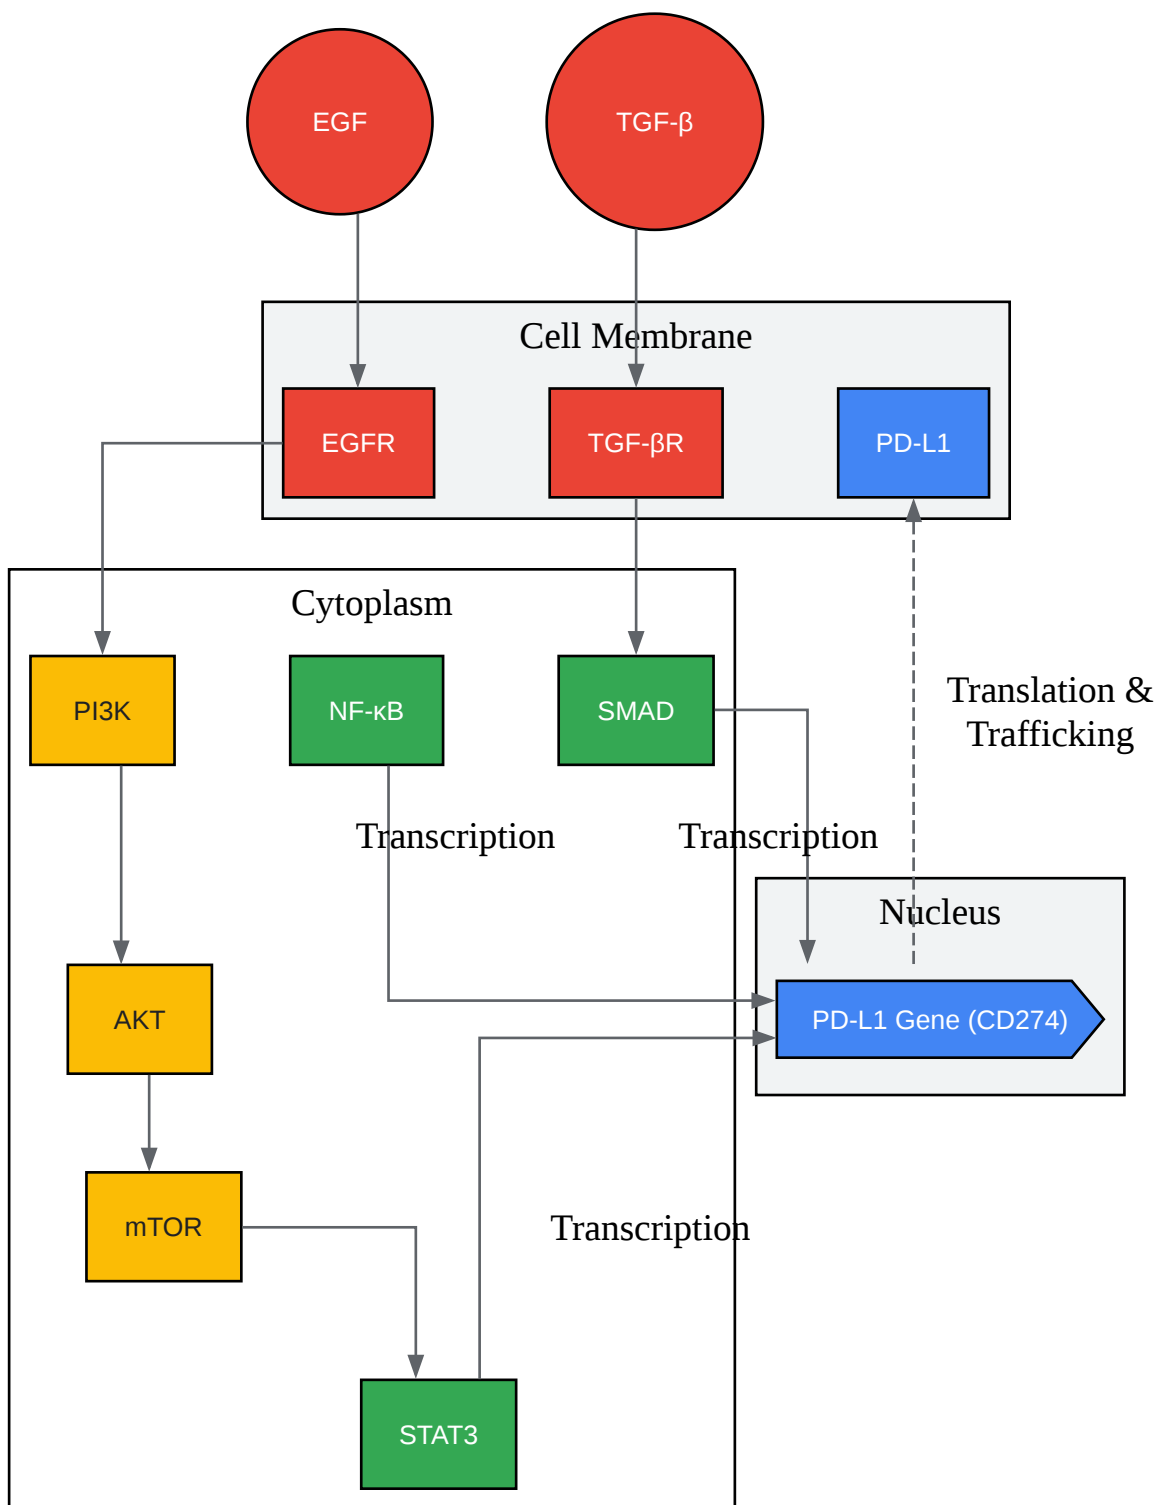 EGF
TGF-β
Cell Membrane
EGFR
TGF-βR
PD-L1
Cytoplasm
PI3K
NF-κB
SMAD
Translation &
Trafficking
Transcription
Transcription
Nucleus
AKT
PD-L1 Gene (CD274)
mTOR
Transcription
STAT3